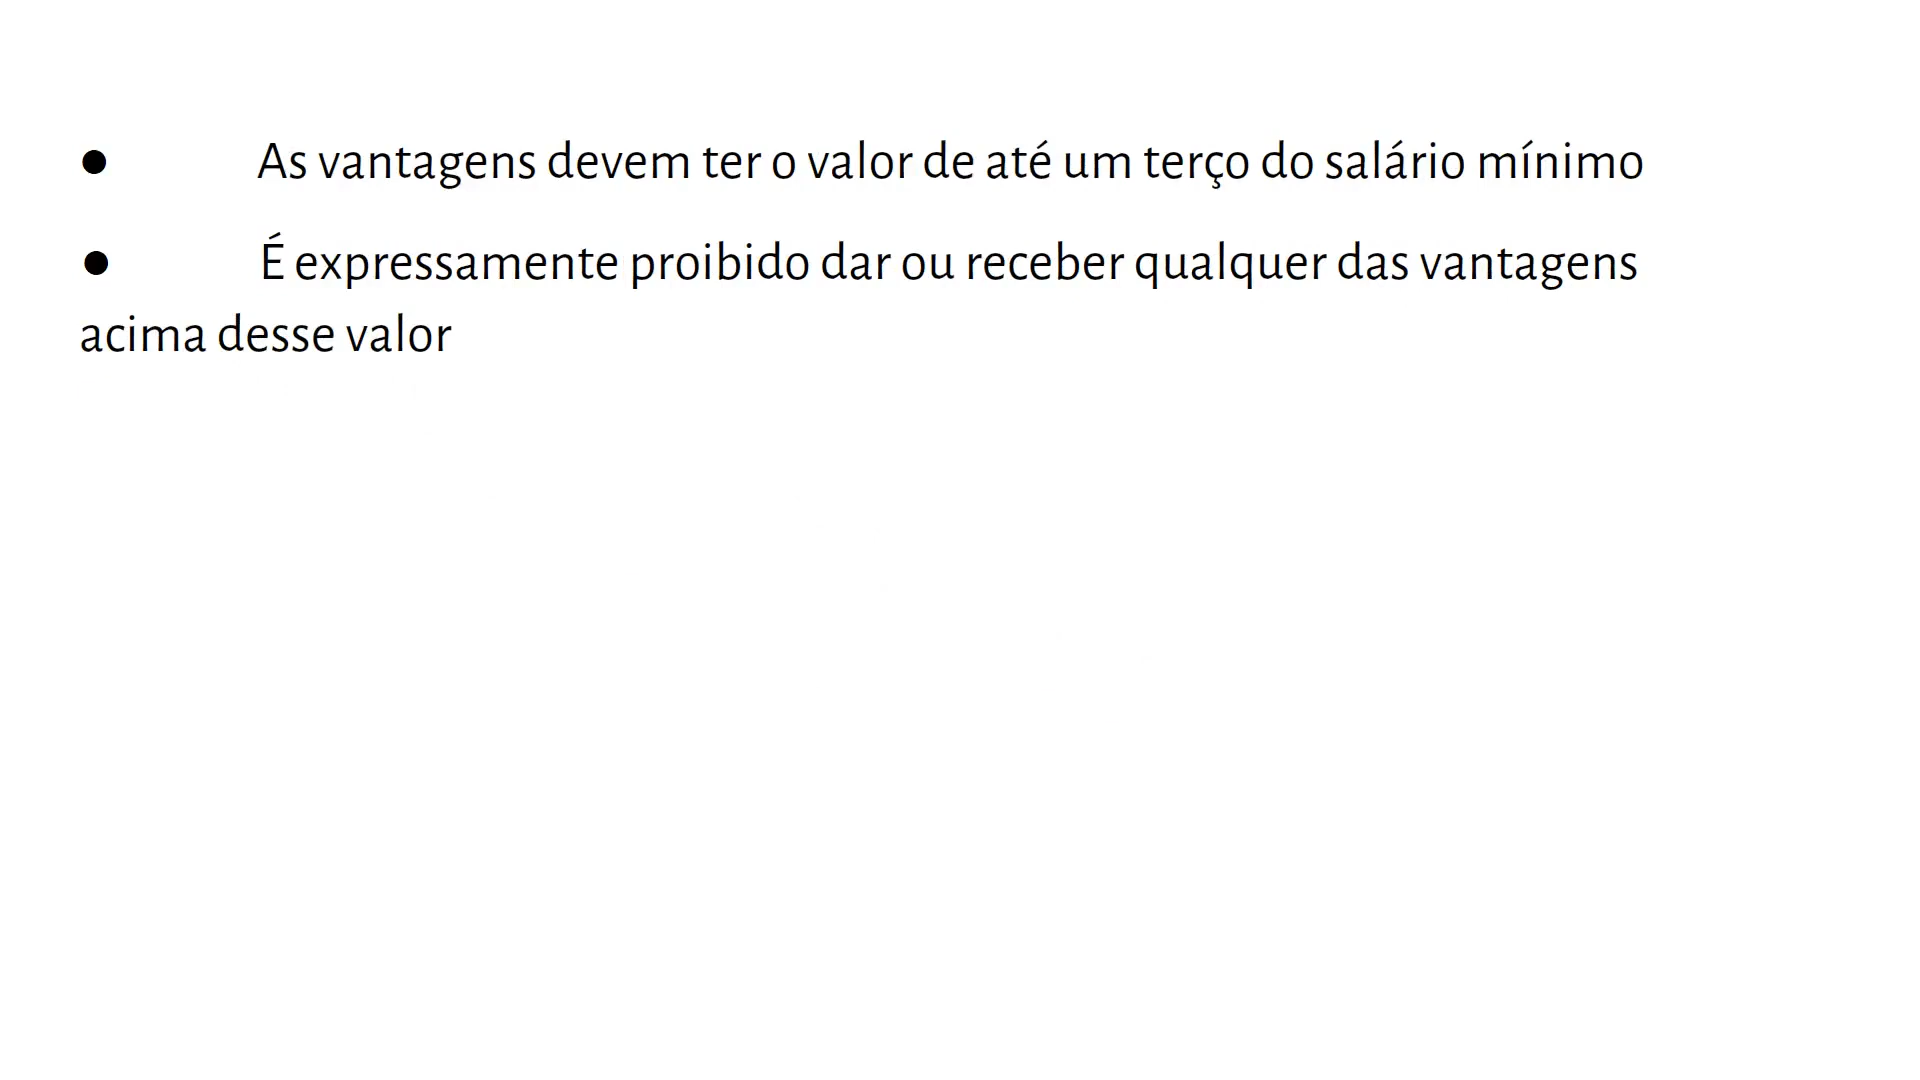 ● As vantagens devem ter o valor de até um terço do salário mínimo
● É expressamente proibido dar ou receber qualquer das vantagens
acima desse valor